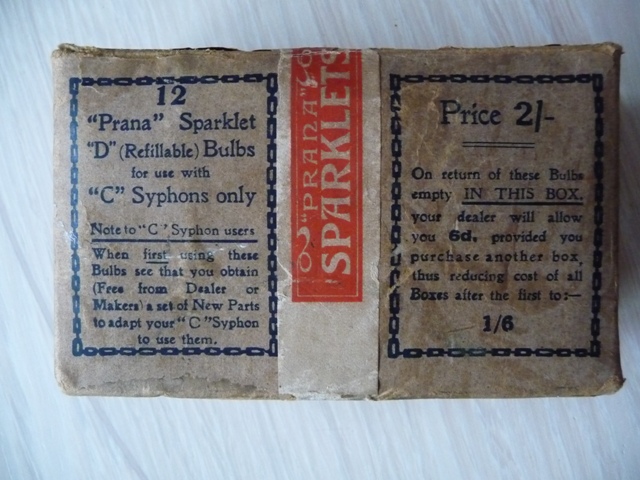 12
"Prana" Sparklet
"D" (Refillable) Bulbs
for use with
"C" Syphons only
Note to "C" Syphon users
When first using these
Bulbs see that you obtain
(Free from Dealer or
Makers) a set of New Parts
to adapt your "C" Syphon
to use them.
"PRANA"
SPARKLETS
Price 2/-
On return of these Bulbs
empty IN THIS BOX,
your dealer will allow
you 6d. provided you
purchase another box,
thus reducing cost of all
Boxes after the first to:—
1/6